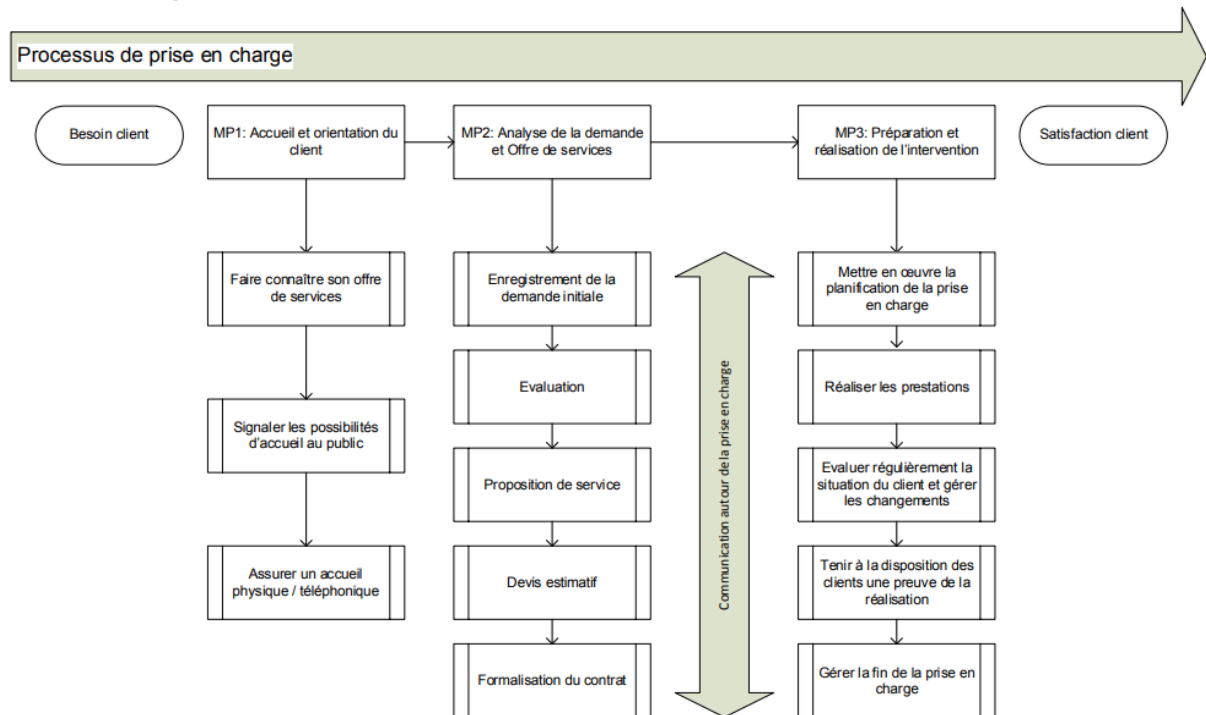 Processus de prise en charge
Besoin client
MP1: Accueil et orientation du
client
MP2: Analyse de la demande
et Offre de services
MP3: Préparation et
réalisation de l'intervention
Satisfaction client
Faire connaître son offre
de services
Signaler les possibilités
d'accueil au public
Assurer un accueil
physique / téléphonique
Enregistrement de la
demande initiale
Evaluation
Proposition de service
Devis estimatif
Formalisation du contrat
Communication autour de la prise en charge
Mettre en œuvre la
planification de la prise
en charge
Réaliser les prestations
Evaluer régulièrement la
situation du client et gérer
les changements
Tenir à la disposition des
clients une preuve de la
réalisation
Gérer la fin de la prise en
charge